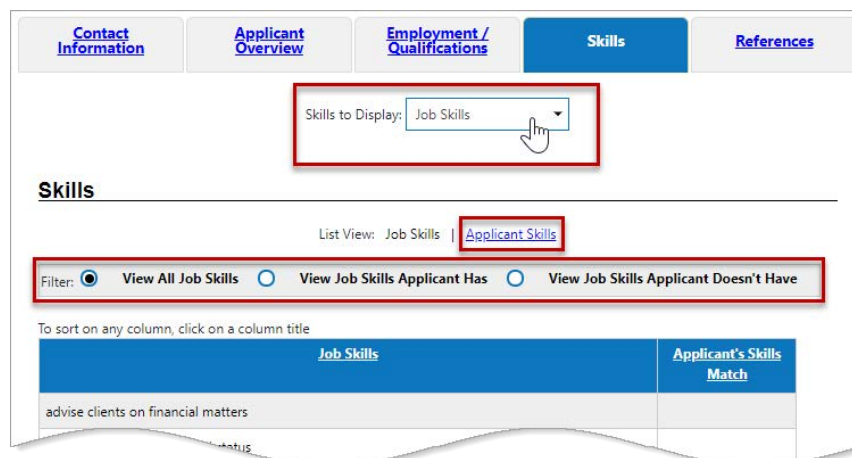 Contact Information
Applicant Overview
Employment / Qualifications
Skills
References
Skills to Display: Job Skills
Skills
List View: Job Skills | Applicant Skills
Filter: View All Job Skills View Job Skills Applicant Has View Job Skills Applicant Doesn't Have
To sort on any column, click on a column title
Job Skills
Applicant's Skills Match
advise clients on financial matters